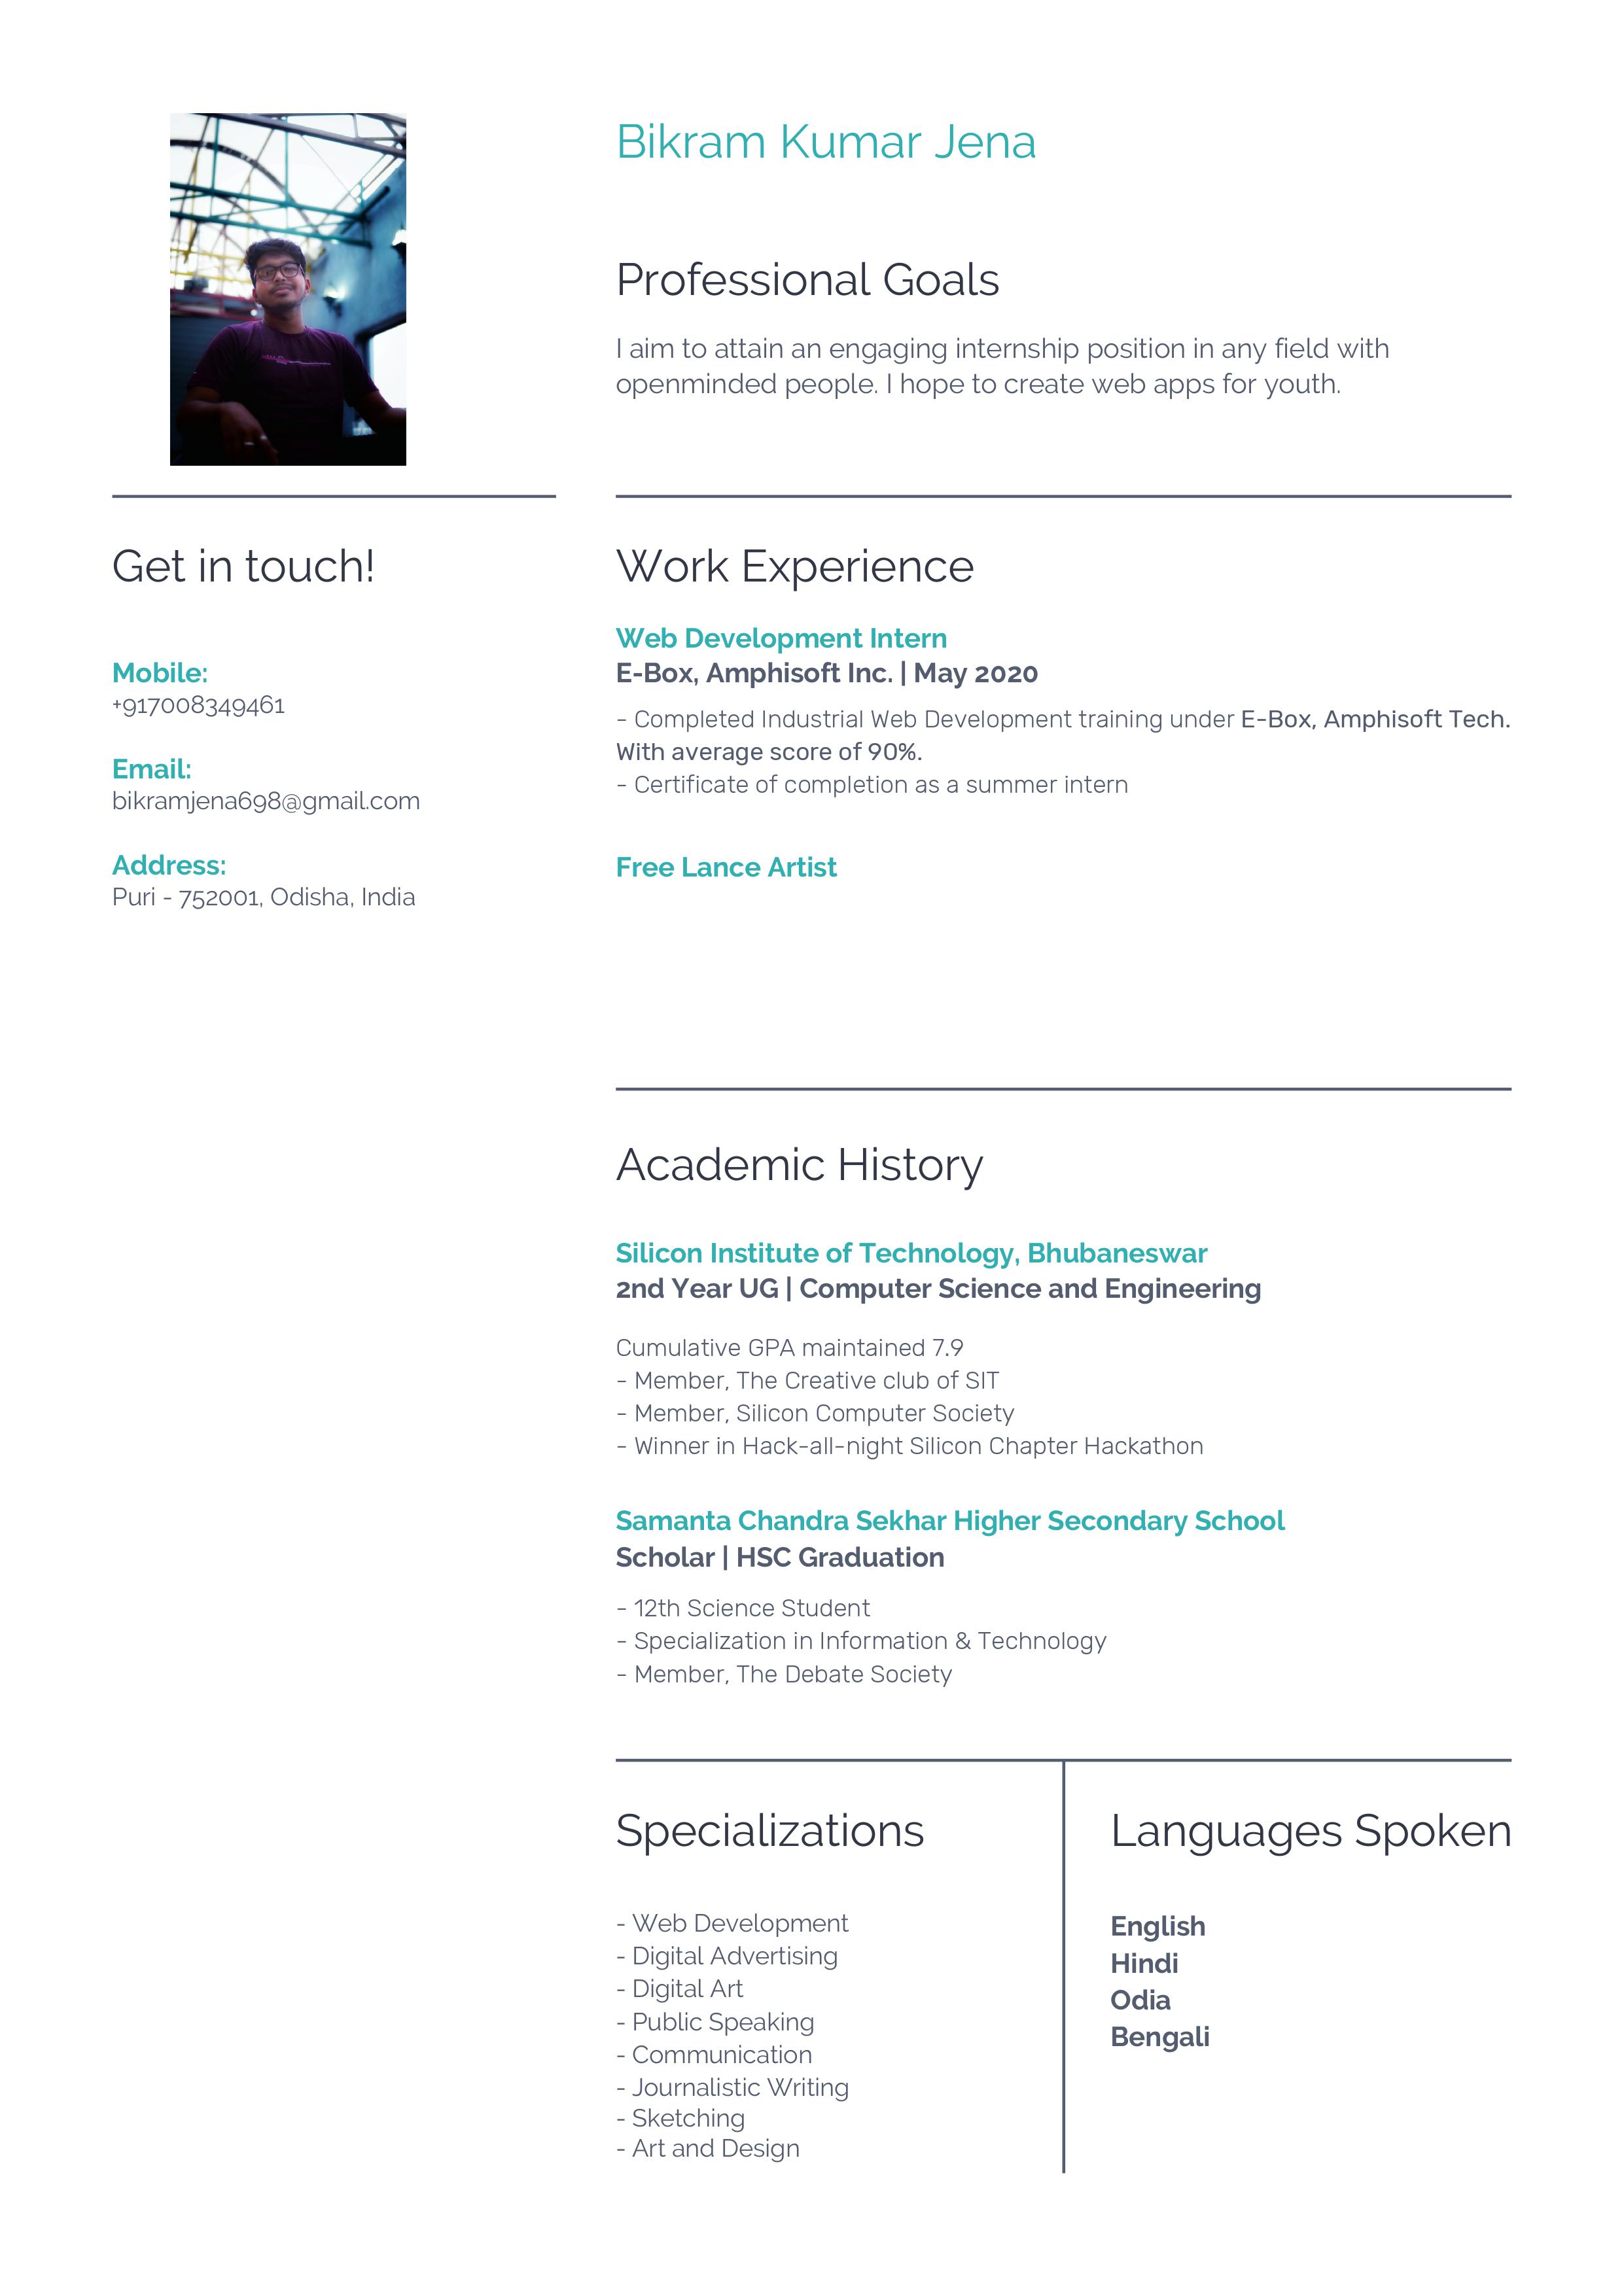 Bikram Kumar Jena
Professional Goals
I aim to attain an engaging internship position in any field with
openminded people. I hope to create web apps for youth.
Get in touch!
Mobile:
+917008349461
Email:
bikramjena698@gmail.com
Address:
Puri - 752001, Odisha, India
Work Experience
Web Development Intern
E-Box, Amphisoft Inc. | May 2020
- Completed Industrial Web Development training under E-Box, Amphisoft Tech.
With average score of 90%.
- Certificate of completion as a summer intern
Free Lance Artist
Academic History
Silicon Institute of Technology, Bhubaneswar
2nd Year UG | Computer Science and Engineering
Cumulative GPA maintained 7.9
- Member, The Creative club of SIT
- Member, Silicon Computer Society
- Winner in Hack-all-night Silicon Chapter Hackathon
Samanta Chandra Sekhar Higher Secondary School
Scholar | HSC Graduation
- 12th Science Student
- Specialization in Information & Technology
- Member, The Debate Society
Specializations
- Web Development
- Digital Advertising
- Digital Art
- Public Speaking
- Communication
- Journalistic Writing
- Sketching
- Art and Design
Languages Spoken
English
Hindi
Odia
Bengali